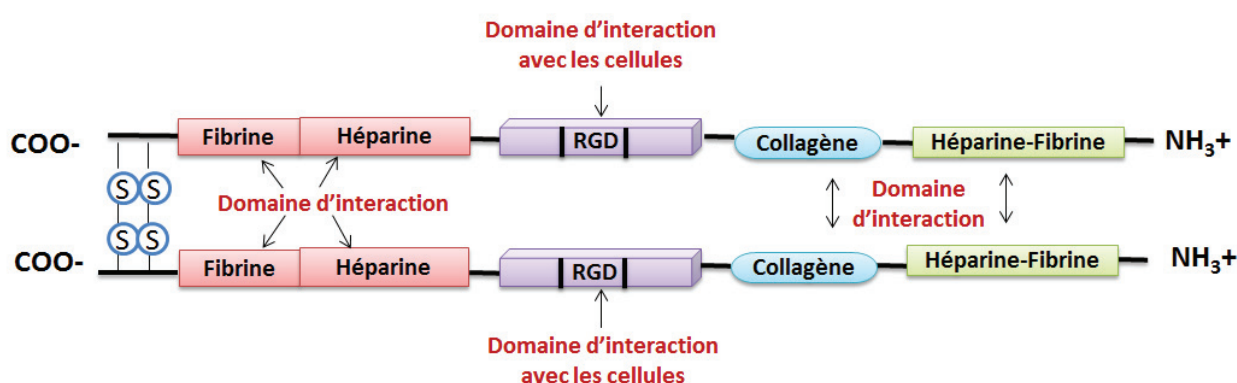 Domaine d'interaction
avec les cellules
COO-
Fibrine
Héparine
RGD
Collagène
Héparine-Fibrine
NH₃+
S S
Domaine d'interaction
Domaine
d'interaction
S S
COO-
Fibrine
Héparine
RGD
Collagène
Héparine-Fibrine
NH₃+
Domaine d'interaction
avec les cellules